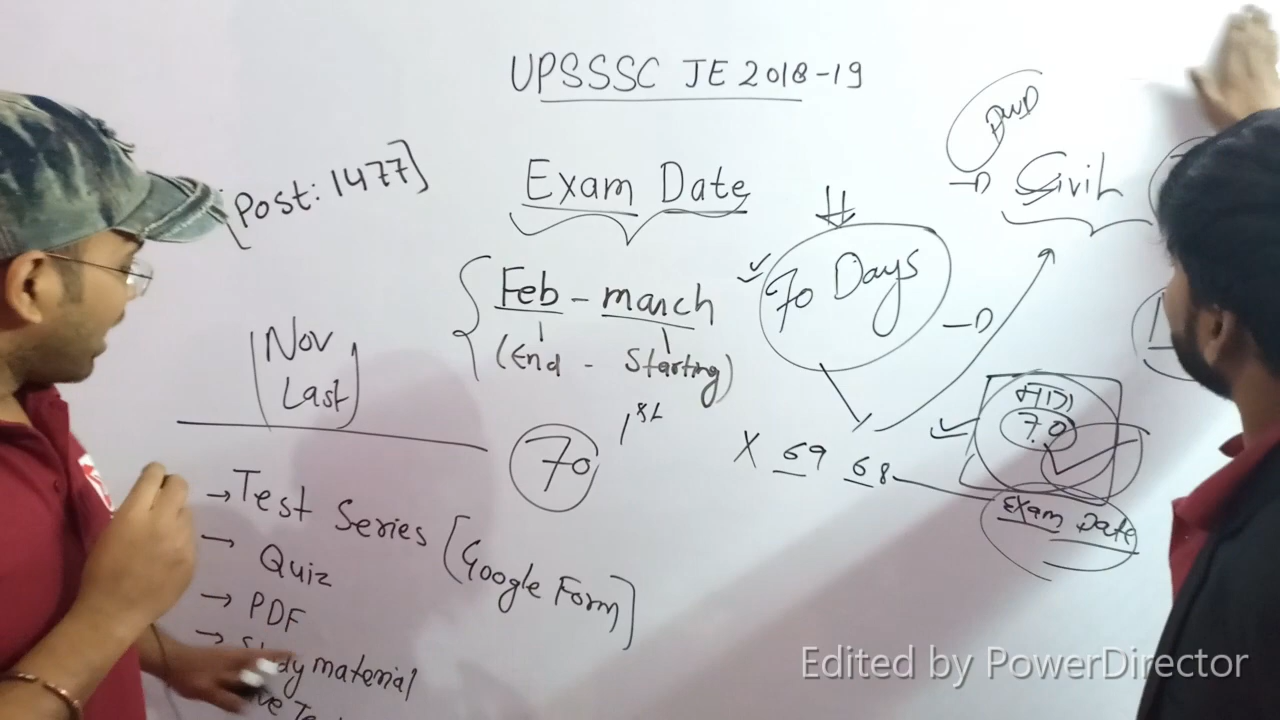 UPSSSC JE 2018-19
[Post: 1477]
Exam Date
Feb - march
(End - Starting)
1st
70 Days
PWD
Civil
Nov
Last
70
X 69 68
मात्र
70
Exam Date
→ Test Series [Google Form]
→ Quiz
→ PDF
→ Study material
Edited by PowerDirector